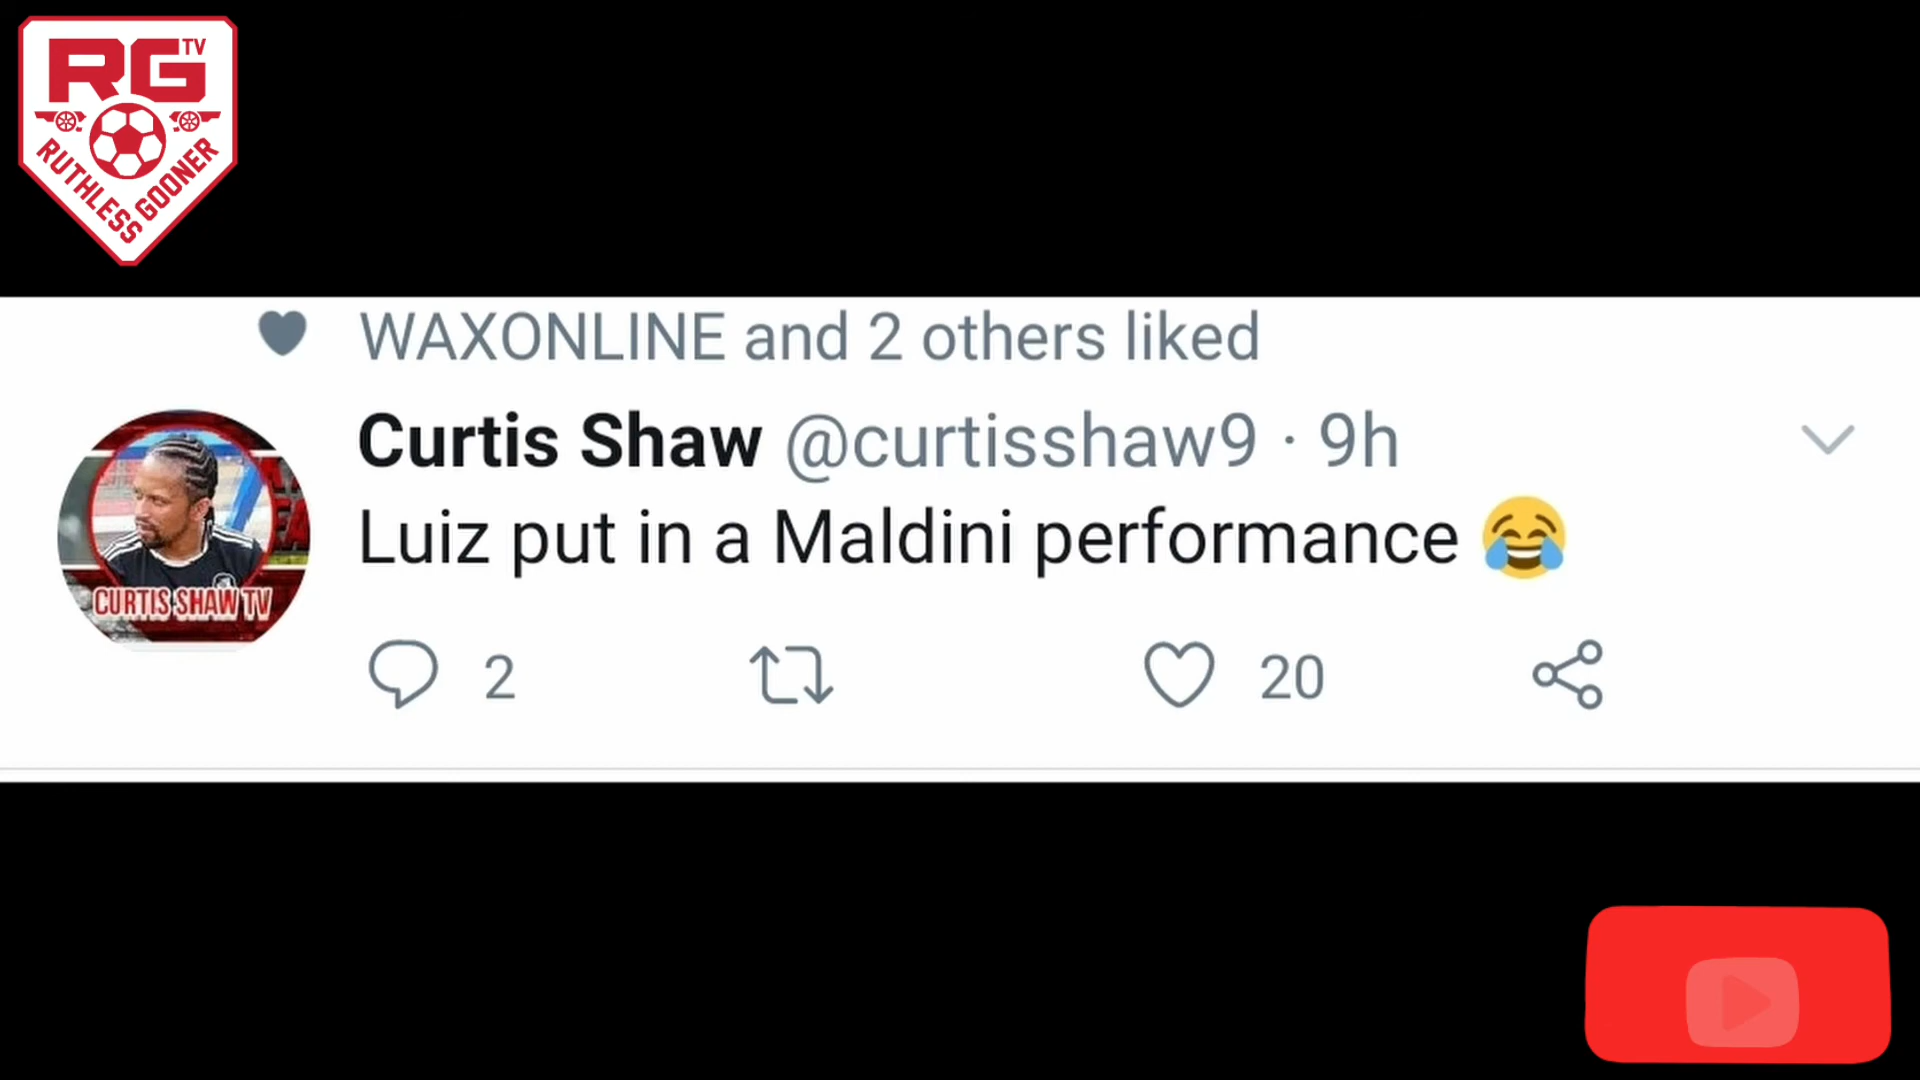 RG TV
RUTHLESS GOONER
WAXONLINE and 2 others liked
Curtis Shaw @curtisshaw9 · 9h
Luiz put in a Maldini performance 😂
CURTIS SHAW TV
2
20